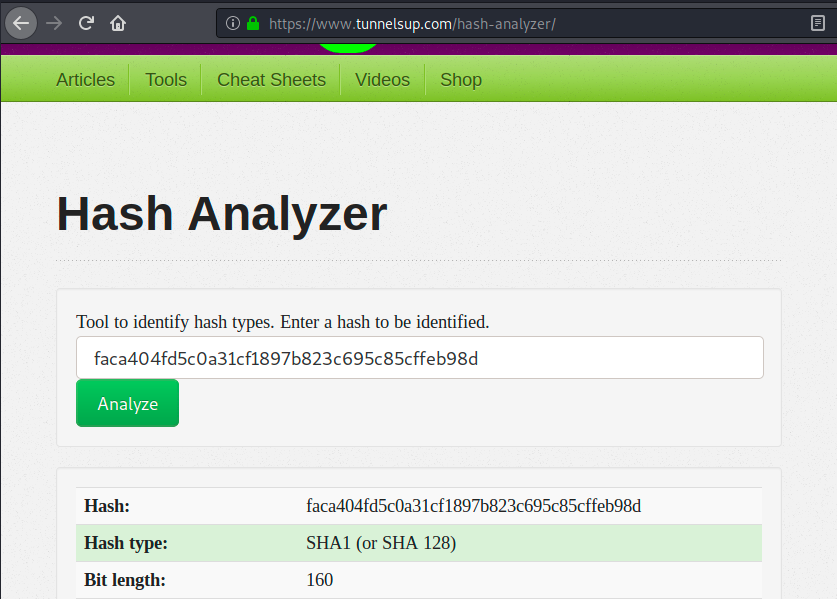 https://www.tunnelsup.com/hash-analyzer/
Articles Tools Cheat Sheets Videos Shop
Hash Analyzer
Tool to identify hash types. Enter a hash to be identified.
faca404fd5c0a31cf1897b823c695c85cffeb98d
Analyze
Hash: faca404fd5c0a31cf1897b823c695c85cffeb98d
Hash type: SHA1 (or SHA 128)
Bit length: 160